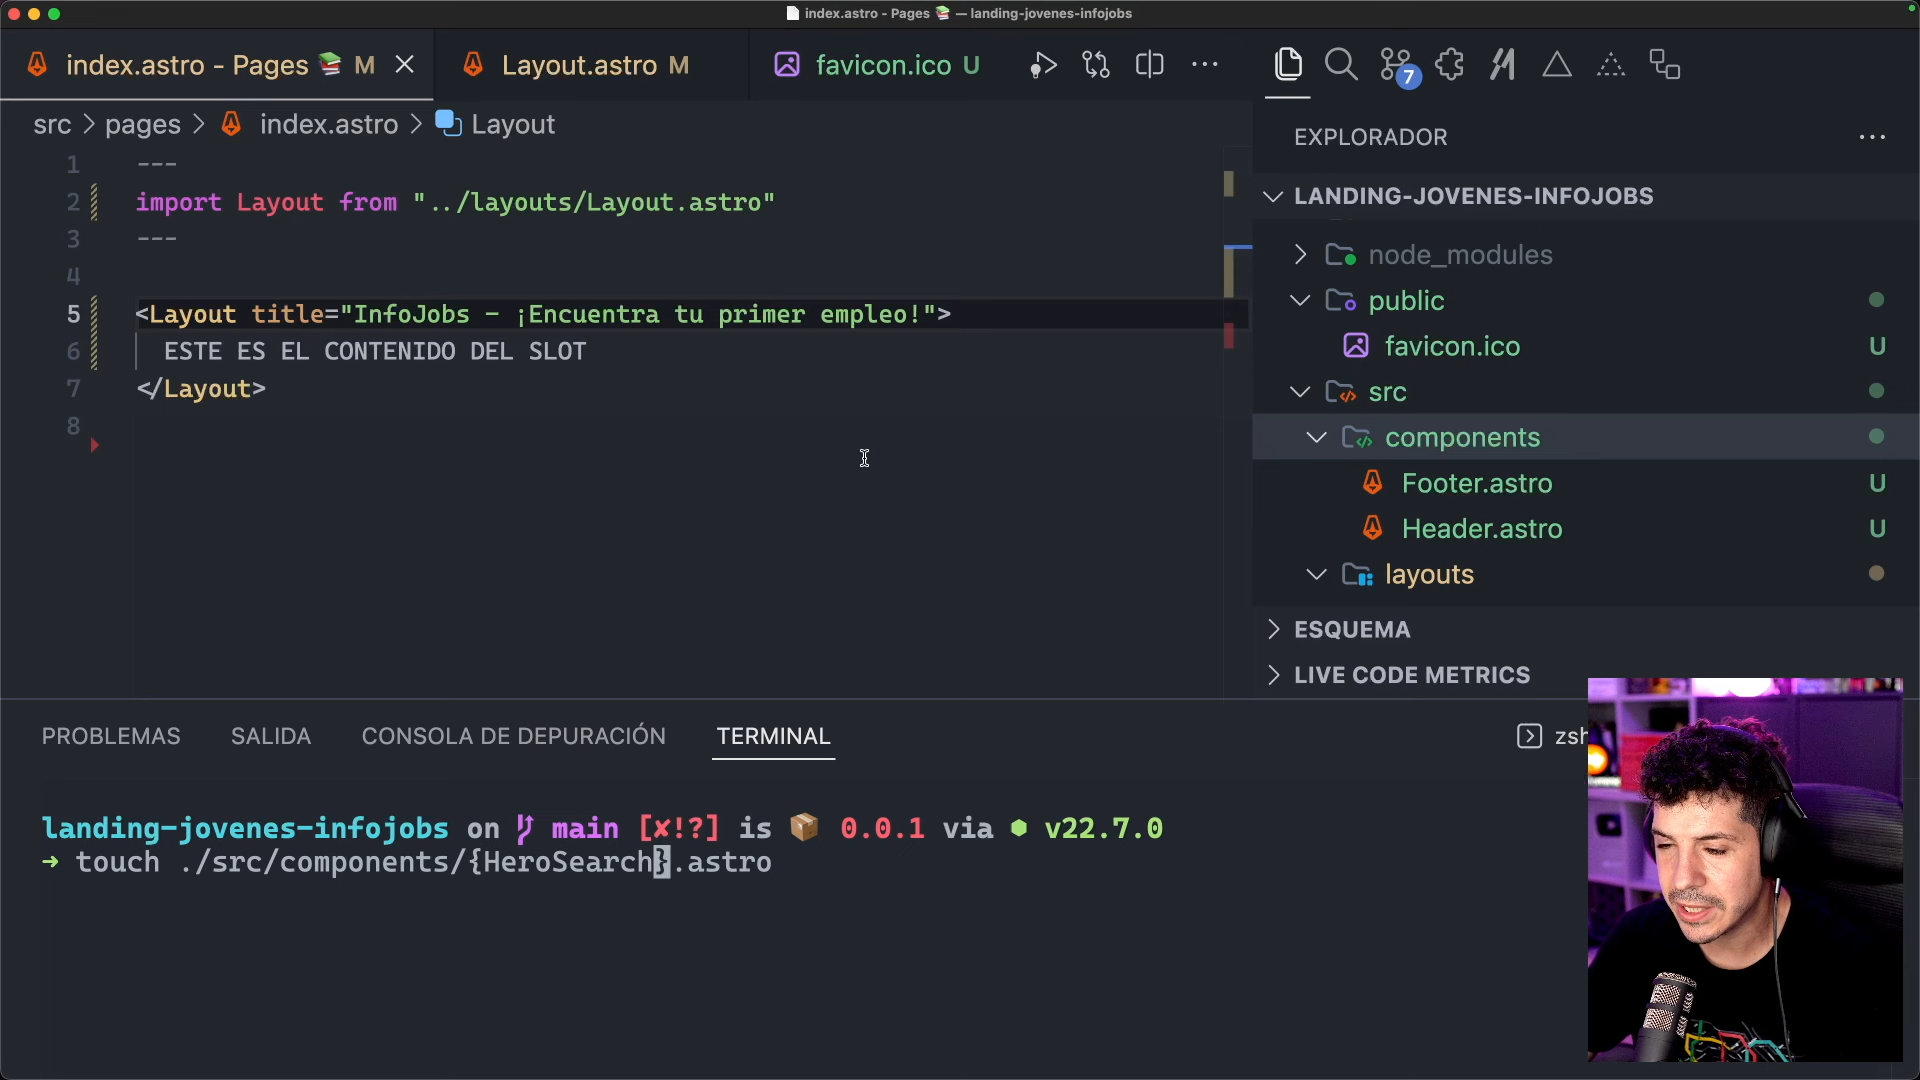 index.astro - Pages 📚 — landing-jovenes-infojobs
index.astro - Pages 📚 M
Layout.astro M
favicon.ico U
7
src > pages > index.astro > Layout
1 ---
2 import Layout from "../layouts/Layout.astro"
3 ---
4
5 <Layout title="InfoJobs - ¡Encuentra tu primer empleo!">
6 ESTE ES EL CONTENIDO DEL SLOT
7 </Layout>
8
EXPLORADOR
LANDING-JOVENES-INFOJOBS
node_modules
public
favicon.ico U
src
components
Footer.astro U
Header.astro U
layouts
ESQUEMA
LIVE CODE METRICS
PROBLEMAS SALIDA CONSOLA DE DEPURACIÓN TERMINAL
zsh
landing-jovenes-infojobs on main [✘!?] is 📦 0.0.1 via v22.7.0
➜ touch ./src/components/{HeroSearch}.astro